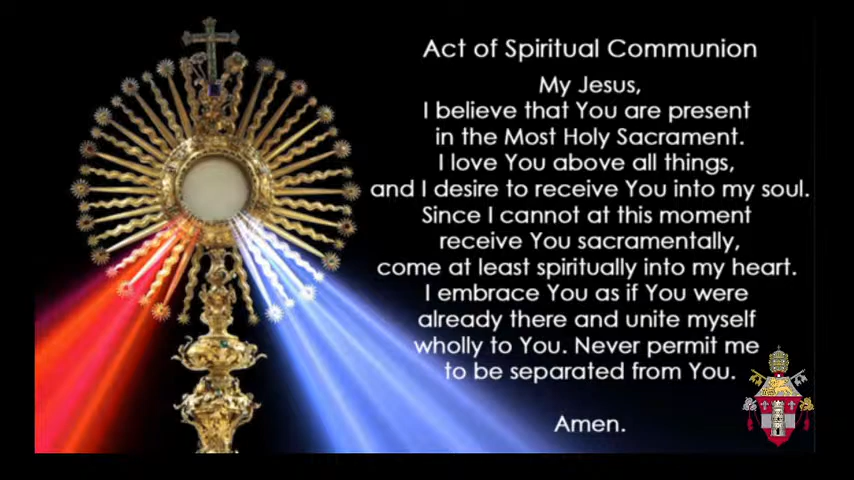 Act of Spiritual Communion
My Jesus,
I believe that You are present
in the Most Holy Sacrament.
I love You above all things,
and I desire to receive You into my soul.
Since I cannot at this moment
receive You sacramentally,
come at least spiritually into my heart.
I embrace You as if You were
already there and unite myself
wholly to You. Never permit me
to be separated from You.
Amen.